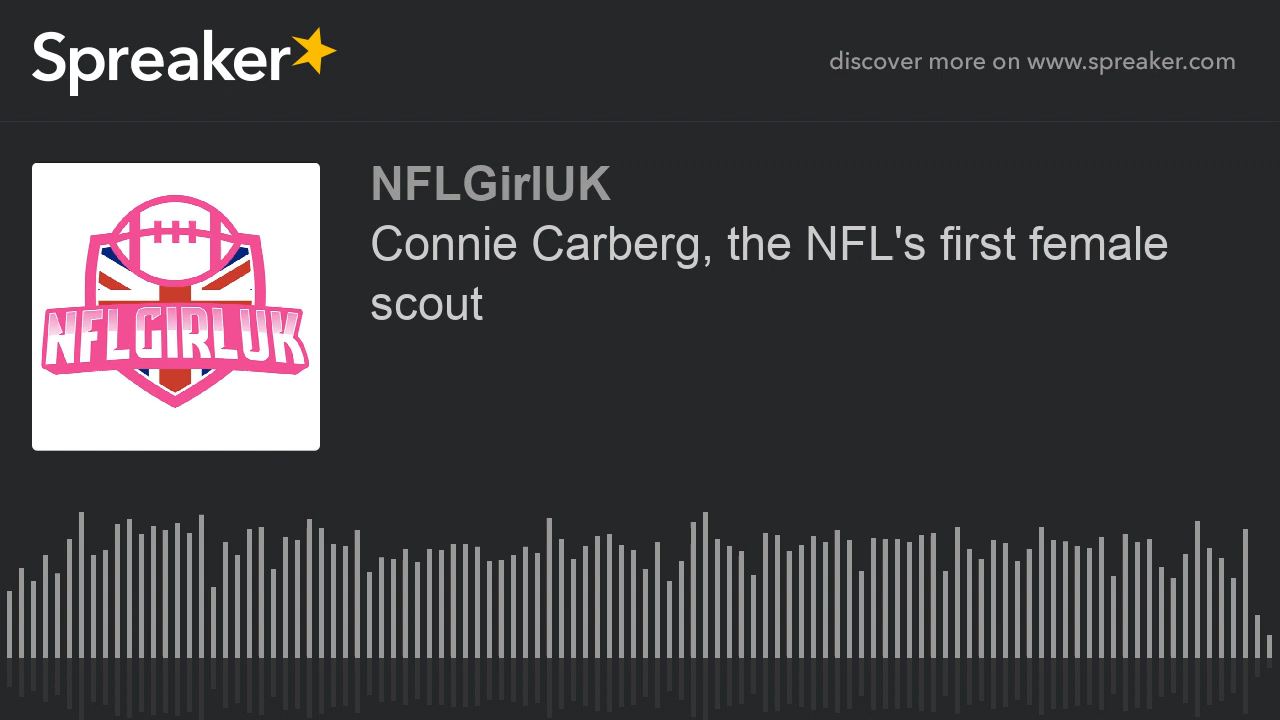 Spreaker
discover more on www.spreaker.com
NFLGirlUK
Connie Carberg, the NFL's first female
scout
NFLGIRLUK